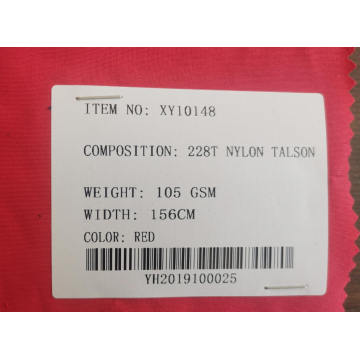 ITEM NO: XY10148
COMPOSITION: 228T NYLON TALSON
WEIGHT: 105 GSM
WIDTH: 156CM
COLOR: RED
YH2019100025